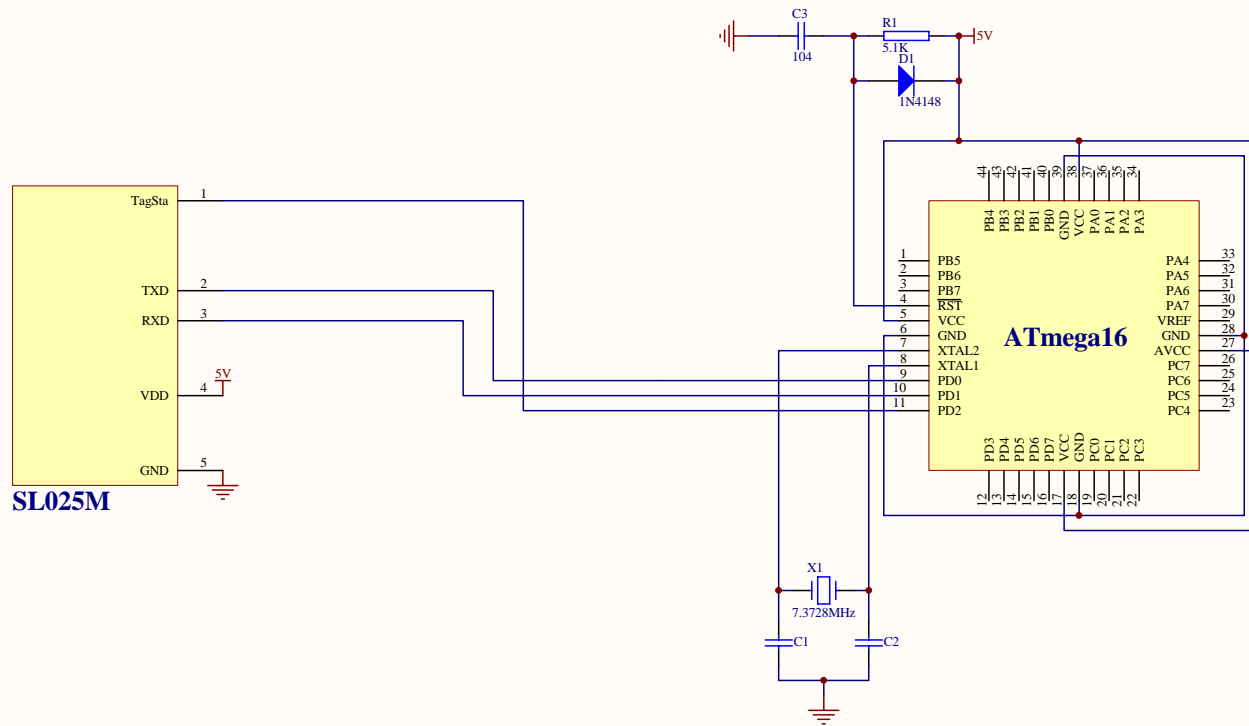 C3
104
R1
5.1K
5V
D1
1N4148
TagSta 1
TXD 2
RXD 3
5V
VDD 4
GND 5
SL025M
44 43 42 41 40 39 38 37 36 35 34
PB4 PB3 PB2 PB1 PB0 GND VCC PA0 PA1 PA2 PA3
1 PB5
2 PB6
3 PB7
4 RST
5 VCC
6 GND
7 XTAL2
8 XTAL1
9 PD0
10 PD1
11 PD2
ATmega16
PA4 33
PA5 32
PA6 31
PA7 30
VREF 29
GND 28
AVCC 27
PC7 26
PC6 25
PC5 24
PC4 23
PD3 PD4 PD5 PD6 PD7 VCC GND PC0 PC1 PC2 PC3
12 13 14 15 16 17 18 19 20 21 22
X1
7.3728MHz
C1
C2